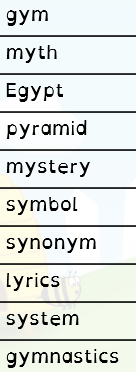 gym
myth
Egypt
pyramid
mystery
symbol
synonym
lyrics
system
gymnastics